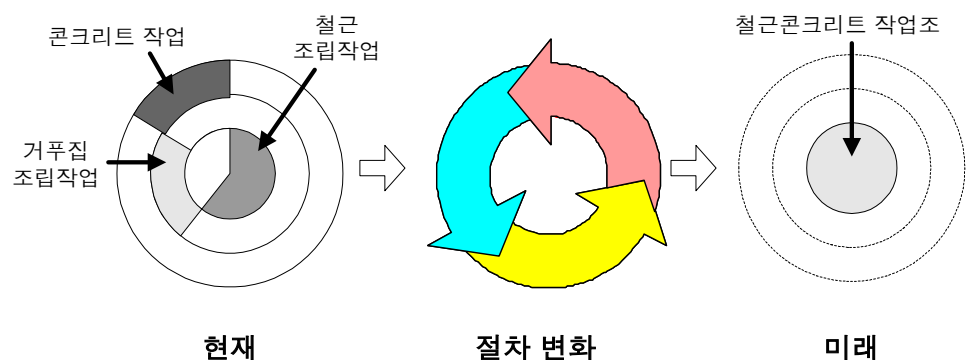 콘크리트 작업
철근
조립작업
거푸집
조립작업
철근콘크리트 작업조
현재
절차 변화
미래